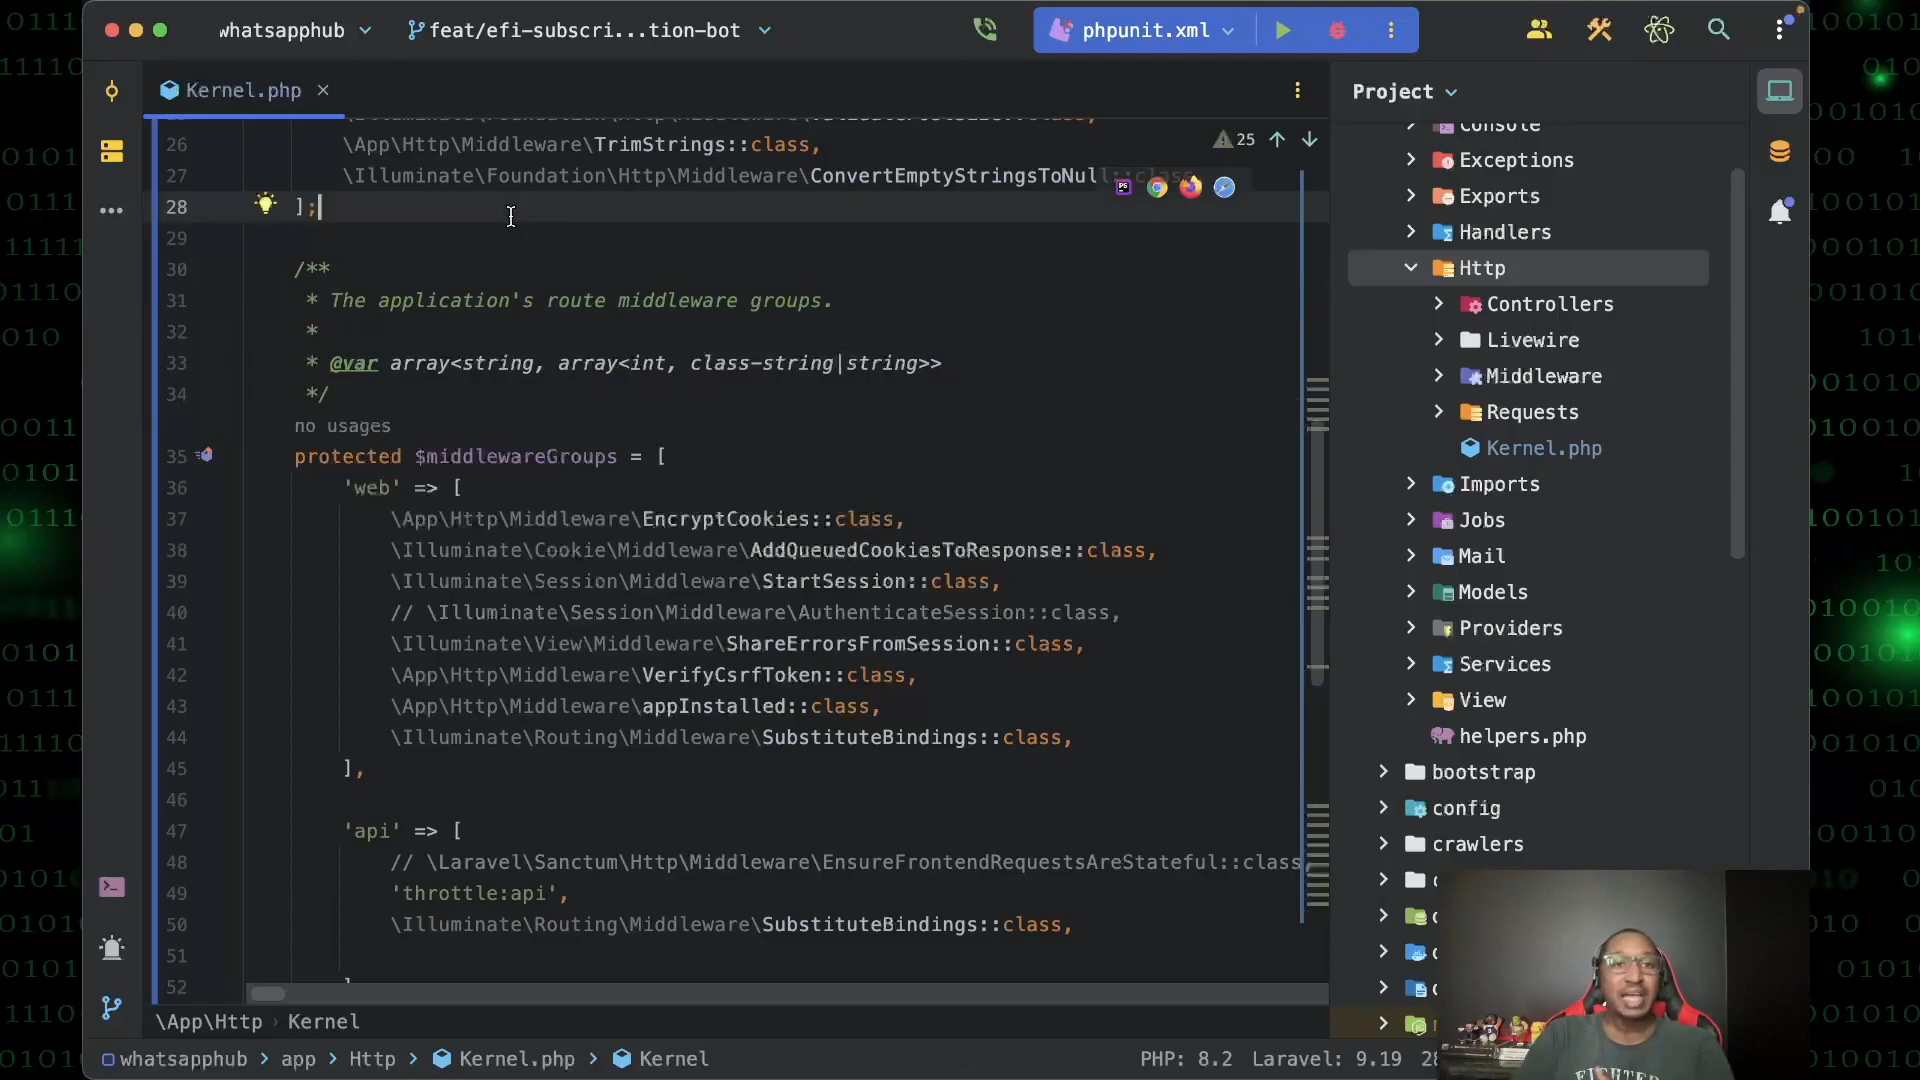 whatsapphub
feat/efi-subscri...tion-bot
phpunit.xml
Kernel.php
25
26 \App\Http\Middleware\TrimStrings::class,
27 \Illuminate\Foundation\Http\Middleware\ConvertEmptyStringsToNull::class
28 ];
29
30 /**
31 * The application's route middleware groups.
32 *
33 * @var array<string, array<int, class-string|string>>
34 */
no usages
35 protected $middlewareGroups = [
36 'web' => [
37 \App\Http\Middleware\EncryptCookies::class,
38 \Illuminate\Cookie\Middleware\AddQueuedCookiesToResponse::class,
39 \Illuminate\Session\Middleware\StartSession::class,
40 // \Illuminate\Session\Middleware\AuthenticateSession::class,
41 \Illuminate\View\Middleware\ShareErrorsFromSession::class,
42 \App\Http\Middleware\VerifyCsrfToken::class,
43 \App\Http\Middleware\appInstalled::class,
44 \Illuminate\Routing\Middleware\SubstituteBindings::class,
45 ],
46
47 'api' => [
48 // \Laravel\Sanctum\Http\Middleware\EnsureFrontendRequestsAreStateful::class,
49 'throttle:api',
50 \Illuminate\Routing\Middleware\SubstituteBindings::class,
51
52
\App\Http › Kernel
whatsapphub > app > Http > Kernel.php > Kernel
PHP: 8.2 Laravel: 9.19
Project
Console
Exceptions
Exports
Handlers
Http
Controllers
Livewire
Middleware
Requests
Kernel.php
Imports
Jobs
Mail
Models
Providers
Services
View
helpers.php
bootstrap
config
crawlers
FIGHTER